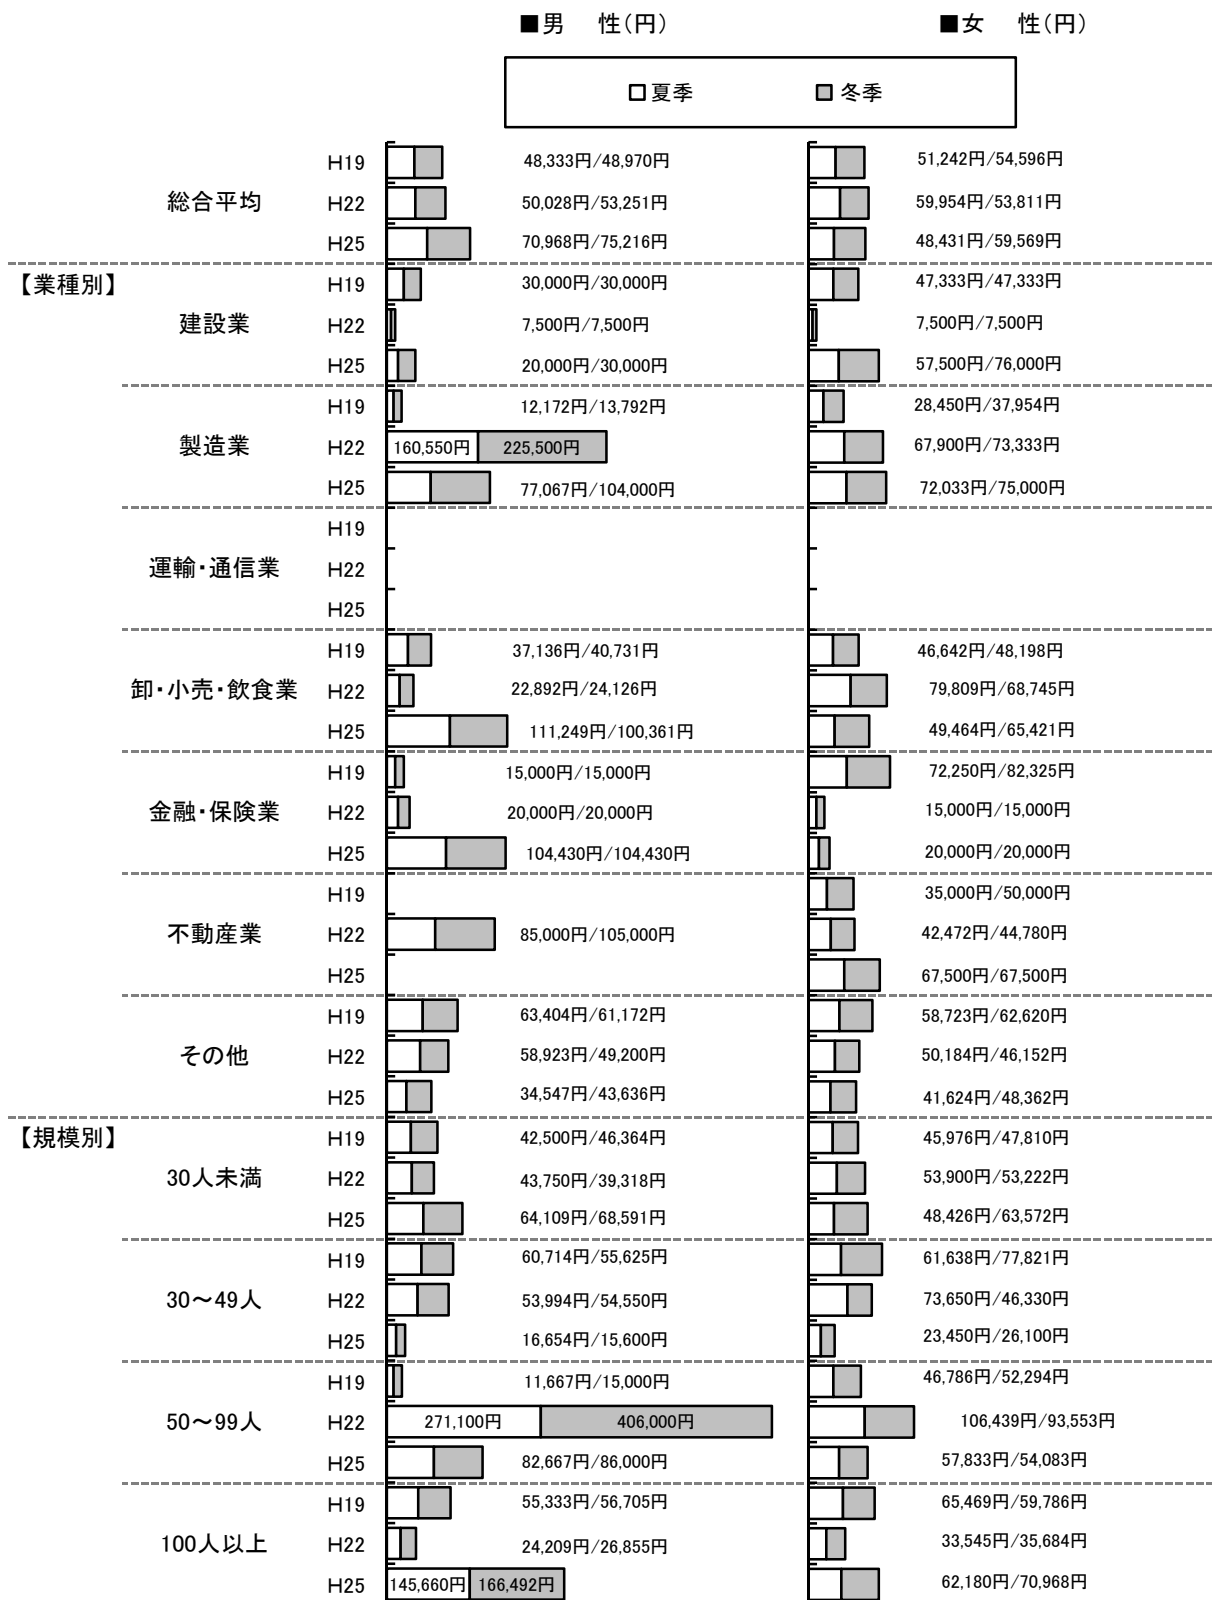 ■男 性(円) ■女 性(円)
□夏季 ■冬季
H19 48,333円/48,970円 51,242円/54,596円
総合平均 H22 50,028円/53,251円 59,954円/53,811円
H25 70,968円/75,216円 48,431円/59,569円
【業種別】 H19 30,000円/30,000円 47,333円/47,333円
建設業 H22 7,500円/7,500円 7,500円/7,500円
H25 20,000円/30,000円 57,500円/76,000円
H19 12,172円/13,792円 28,450円/37,954円
製造業 H22 160,550円 225,500円 67,900円/73,333円
H25 77,067円/104,000円 72,033円/75,000円
H19
運輸・通信業 H22
H25
H19 37,136円/40,731円 46,642円/48,198円
卸・小売・飲食業 H22 22,892円/24,126円 79,809円/68,745円
H25 111,249円/100,361円 49,464円/65,421円
H19 15,000円/15,000円 72,250円/82,325円
金融・保険業 H22 20,000円/20,000円 15,000円/15,000円
H25 104,430円/104,430円 20,000円/20,000円
H19 35,000円/50,000円
不動産業 H22 85,000円/105,000円 42,472円/44,780円
H25 67,500円/67,500円
H19 63,404円/61,172円 58,723円/62,620円
その他 H22 58,923円/49,200円 50,184円/46,152円
H25 34,547円/43,636円 41,624円/48,362円
【規模別】 H19 42,500円/46,364円 45,976円/47,810円
30人未満 H22 43,750円/39,318円 53,900円/53,222円
H25 64,109円/68,591円 48,426円/63,572円
H19 60,714円/55,625円 61,638円/77,821円
30～49人 H22 53,994円/54,550円 73,650円/46,330円
H25 16,654円/15,600円 23,450円/26,100円
H19 11,667円/15,000円 46,786円/52,294円
50～99人 H22 271,100円 406,000円 106,439円/93,553円
H25 82,667円/86,000円 57,833円/54,083円
H19 55,333円/56,705円 65,469円/59,786円
100人以上 H22 24,209円/26,855円 33,545円/35,684円
H25 145,660円 166,492円 62,180円/70,968円